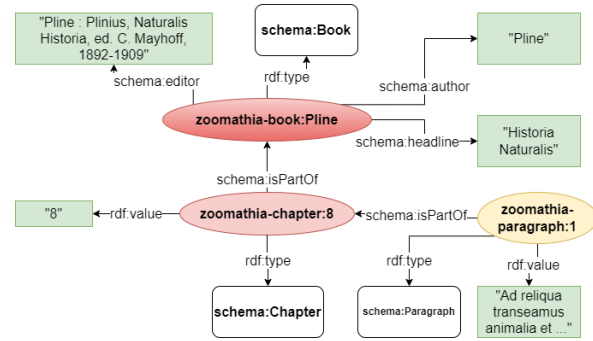 "Pline : Plinius, Naturalis
Historia, ed. C. Mayhoff,
1892-1909"
schema:Book
"Pline"
schema:editor
rdf:type
schema:author
zoomathia-book:Pline
schema:headline
"Historia
Naturalis"
schema:isPartOf
"8"
rdf:value
zoomathia-chapter:8
schema:isPartOf
zoomathia-
paragraph:1
rdf:type
rdf:type
rdf:value
schema:Chapter
schema:Paragraph
"Ad reliqua
transeamus
animalia et ..."